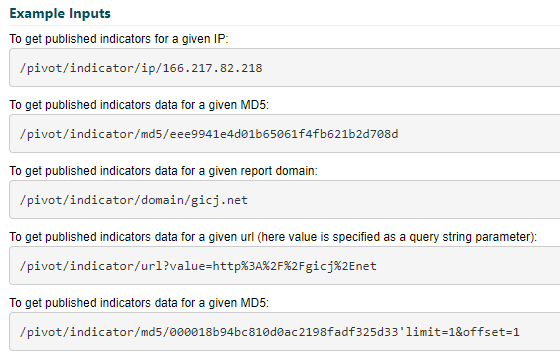 Example Inputs
To get published indicators for a given IP:
/pivot/indicator/ip/166.217.82.218
To get published indicators data for a given MD5:
/pivot/indicator/md5/eee9941e4d01b65061f4fb621b2d708d
To get published indicators data for a given report domain:
/pivot/indicator/domain/gicj.net
To get published indicators data for a given url (here value is specified as a query string parameter):
/pivot/indicator/url?value=http%3A%2F%2Fgicj%2Enet
To get published indicators data for a given MD5:
/pivot/indicator/md5/000018b94bc810d0ac2198fadf325d33'limit=1&offset=1